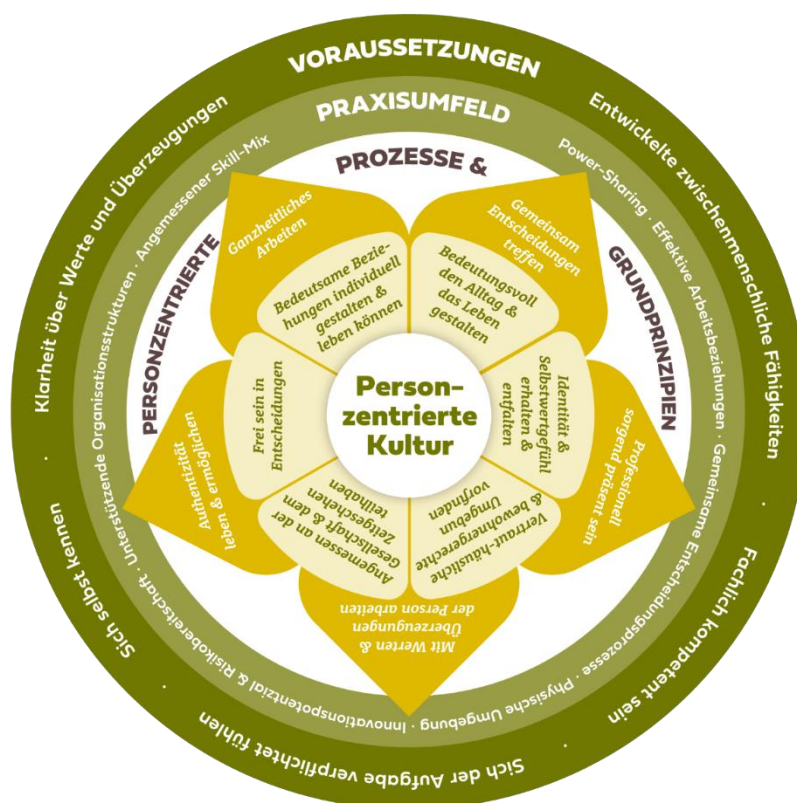 VORAUSSETZUNGEN
Entwickelte zwischenmenschliche Fähigkeiten
·
Fachlich kompetent sein
·
Sich der Aufgabe verpflichtet fühlen
·
Sich selbst kennen
·
Klarheit über Werte und Überzeugungen
PRAXISUMFELD
Power-Sharing · Effektive Arbeitsbeziehungen · Gemeinsame Entscheidungsprozesse · Physische Umgebung · Innovationspotenzial & Risikobereitschaft · Unterstützende Organisationsstrukturen · Angemessener Skill-Mix
PERSONZENTRIERTE
PROZESSE &
GRUNDPRINZIPIEN
Ganzheitliches
Arbeiten
Gemeinsam
Entscheidungen
treffen
Professionell
sorgend präsent sein
Mit Werten &
Überzeugungen
der Person arbeiten
Authentizität
leben & ermöglichen
Bedeutsame Bezie-
hungen individuell
gestalten &
leben können
Bedeutungsvoll
den Alltag &
das Leben
gestalten
Identität &
Selbstwertgefühl
erhalten &
entfalten
Vertraut-häusliche
& bewohnergerechte
Umgebun
vorfinden
Angemessen an der
Gesellschaft & dem
Zeitgeschehen
teilhaben
Frei sein in
Entscheidungen
Person-
zentrierte
Kultur